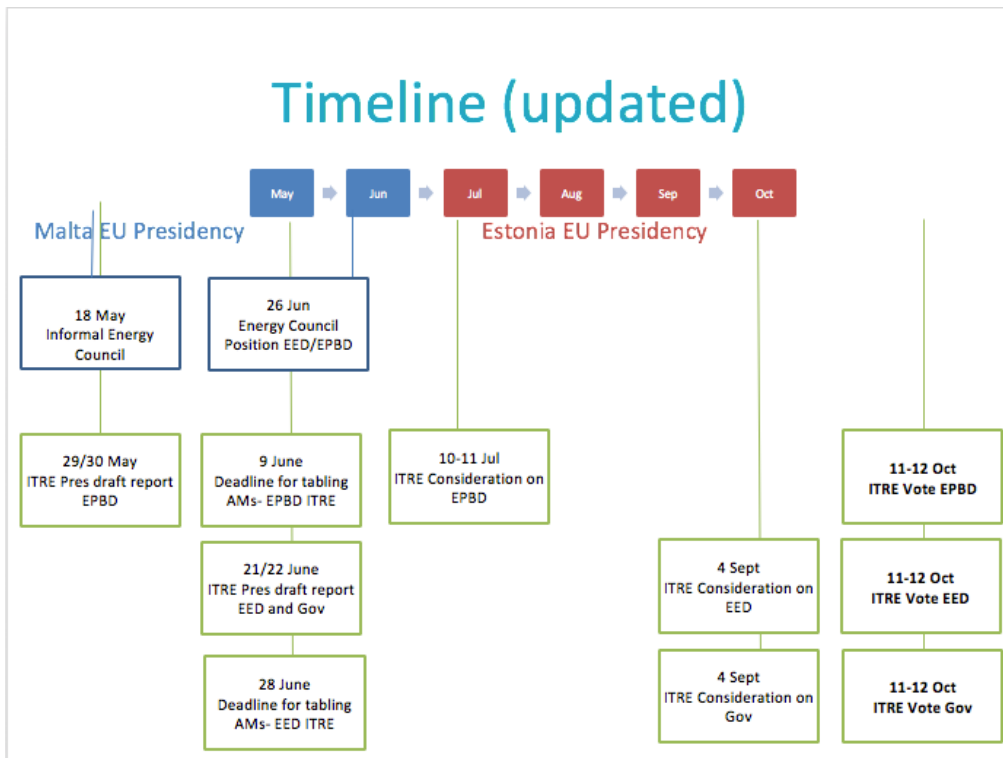 Timeline (updated)
May
Jun
Jul
Aug
Sep
Oct
Malta EU Presidency
Estonia EU Presidency
18 May
Informal Energy
Council
26 Jun
Energy Council
Position EED/EPBD
29/30 May
ITRE Pres draft report
EPBD
9 June
Deadline for tabling
AMs- EPBD ITRE
10-11 Jul
ITRE Consideration on
EPBD
11-12 Oct
ITRE Vote EPBD
21/22 June
ITRE Pres draft report
EED and Gov
4 Sept
ITRE Consideration on
EED
11-12 Oct
ITRE Vote EED
28 June
Deadline for tabling
AMs- EED ITRE
4 Sept
ITRE Consideration on
Gov
11-12 Oct
ITRE Vote Gov